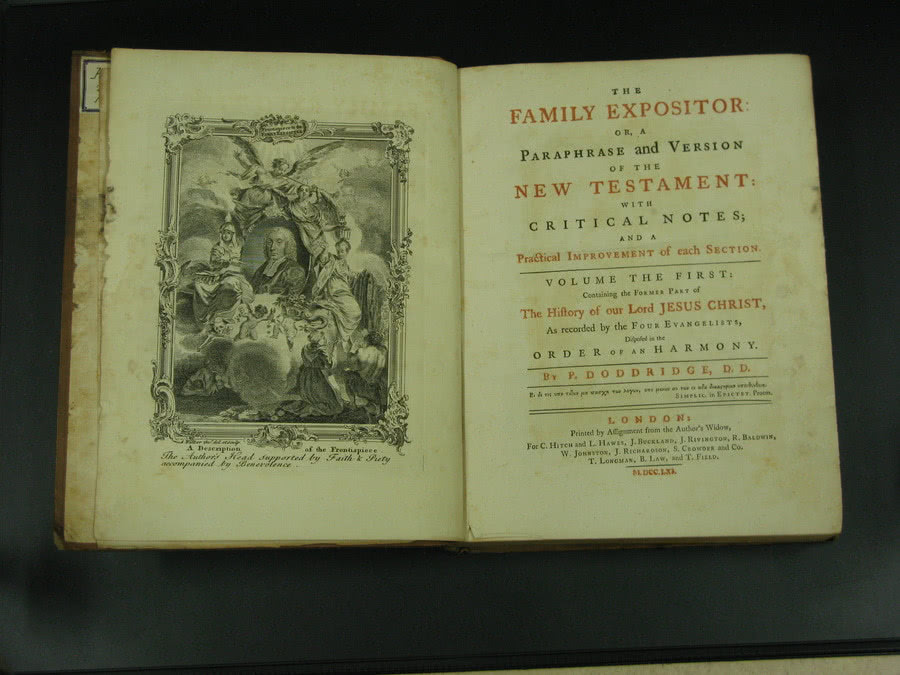 A Description of the Frontispiece
The Author's Head Supported by Faith & Piety
accompanied by Benevolence
THE
FAMILY EXPOSITOR:
OR, A
PARAPHRASE and VERSION
OF THE
NEW TESTAMENT:
WITH
CRITICAL NOTES;
AND A
Practical IMPROVEMENT of each SECTION.
VOLUME THE FIRST:
Containing the FORMER PART of
The History of our Lord JESUS CHRIST,
As recorded by the FOUR EVANGELISTS,
Disposed in the
ORDER OF AN HARMONY.
By P. DODDRIDGE, D. D.
SIMPLIC. in EPICTET. Proem.
LONDON:
Printed by Assignment from the Author's Widow,
For C. HITCH and L. HAWES, J. BUCKLAND, J. RIVINGTON, R. BALDWIN,
W. JOHNSTON, J. RICHARDSON, S. CROWDER and Co.
T. LONGMAN, B. LAW, and T. FIELD.